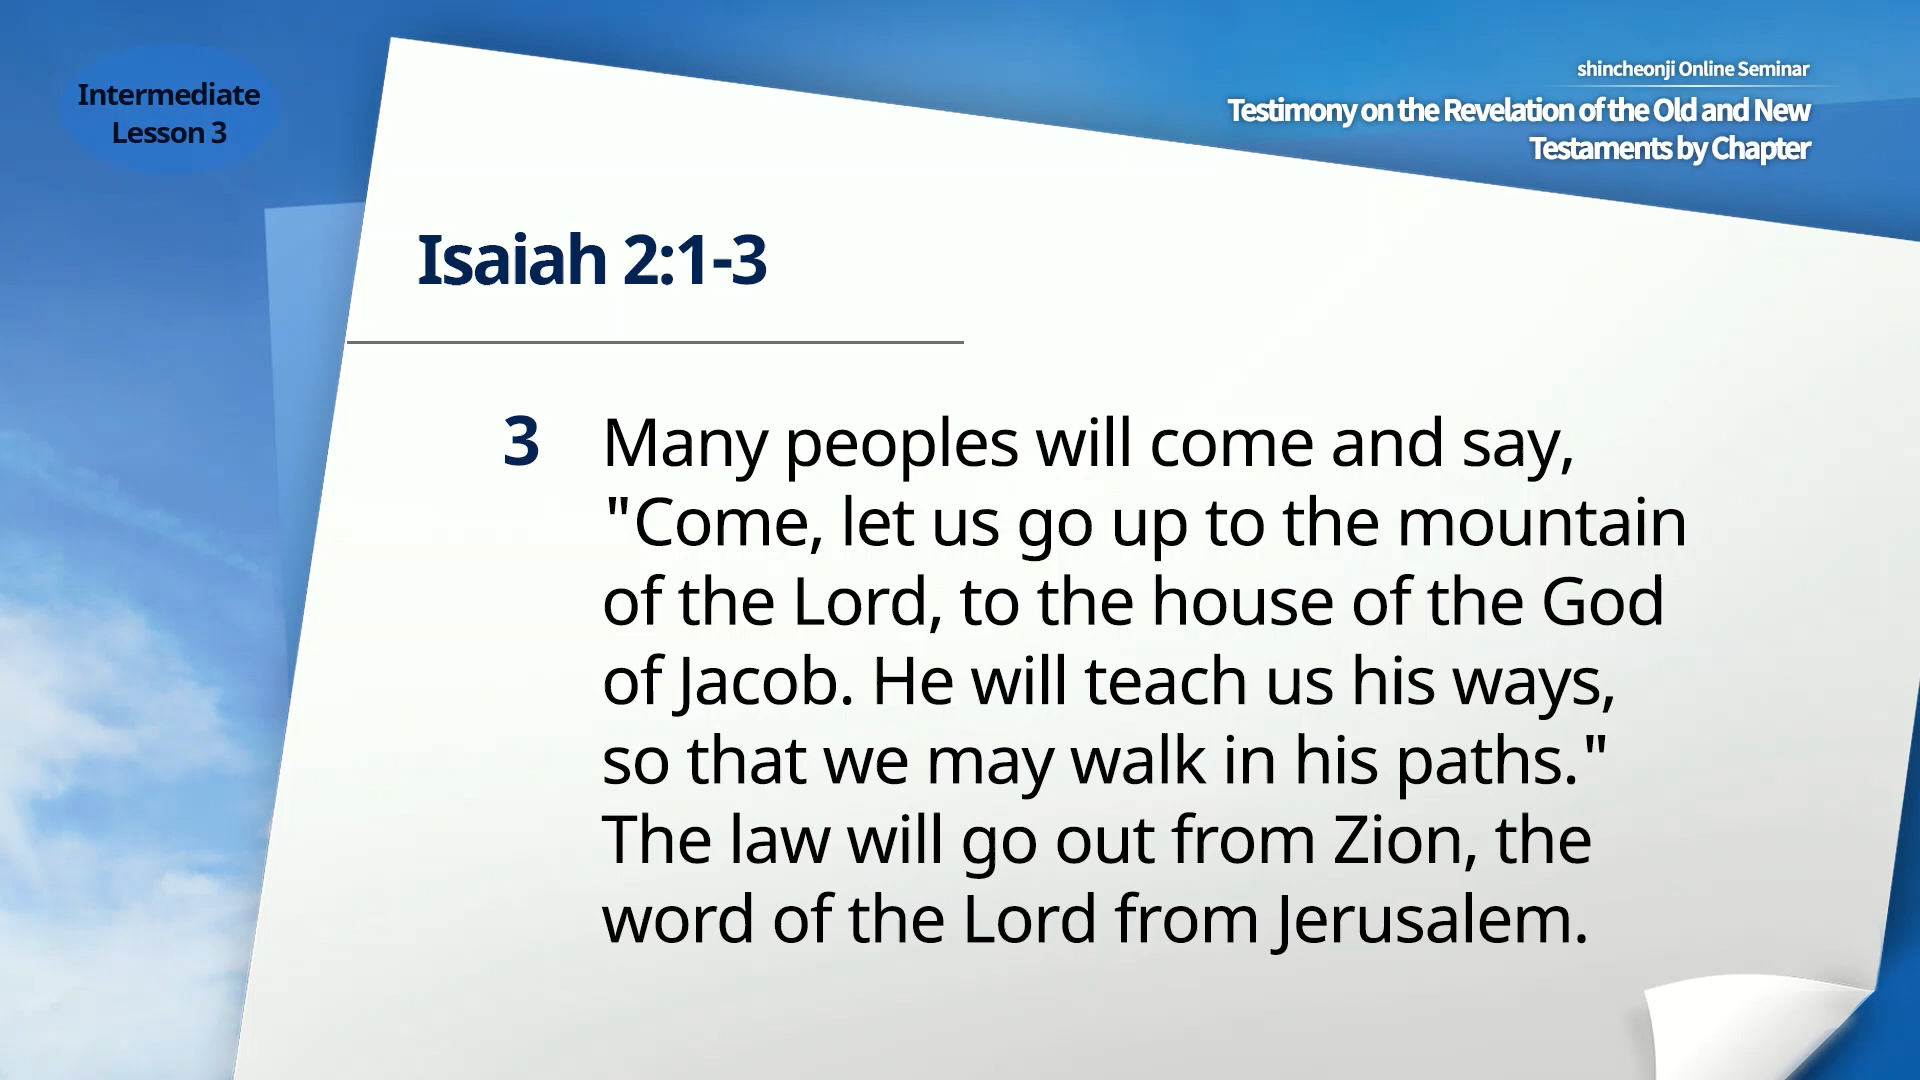 Intermediate
Lesson 3
shincheonji Online Seminar
Testimony on the Revelation of the Old and New
Testaments by Chapter
Isaiah 2:1-3
3 Many peoples will come and say,
"Come, let us go up to the mountain
of the Lord, to the house of the God
of Jacob. He will teach us his ways,
so that we may walk in his paths."
The law will go out from Zion, the
word of the Lord from Jerusalem.